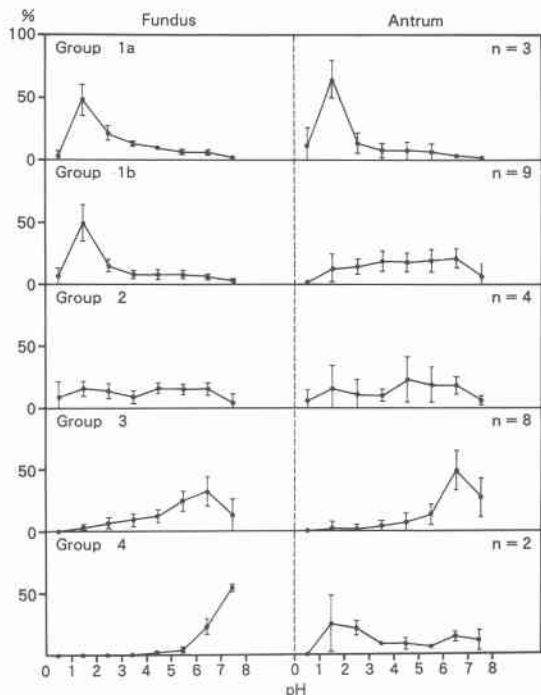 % Fundus Antrum
100 Group 1a n = 3
50
0 Group 1b n = 9
50
0 Group 2 n = 4
50
0 Group 3 n = 8
50
0 Group 4 n = 2
50
0 1 2 3 4 5 6 7 8 0 1 2 3 4 5 6 7 8
pH